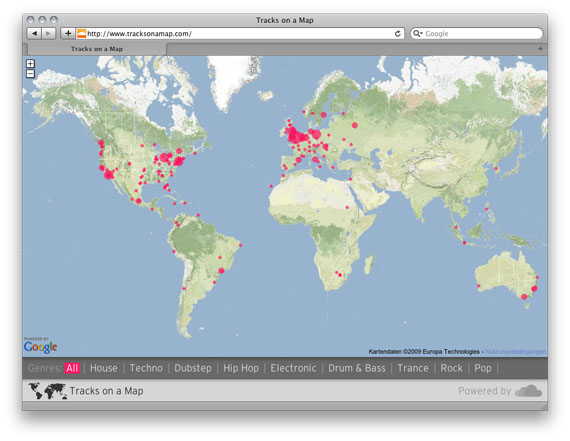 Tracks on a Map
http://www.tracksonamap.com/
Google
Tracks on a Map
POWERED BY
Google
Kartendaten ©2009 Europa Technologies - Nutzungsbedingungen
Genres: All | House | Techno | Dubstep | Hip Hop | Electronic | Drum & Bass | Trance | Rock | Pop |
Tracks on a Map
Powered by